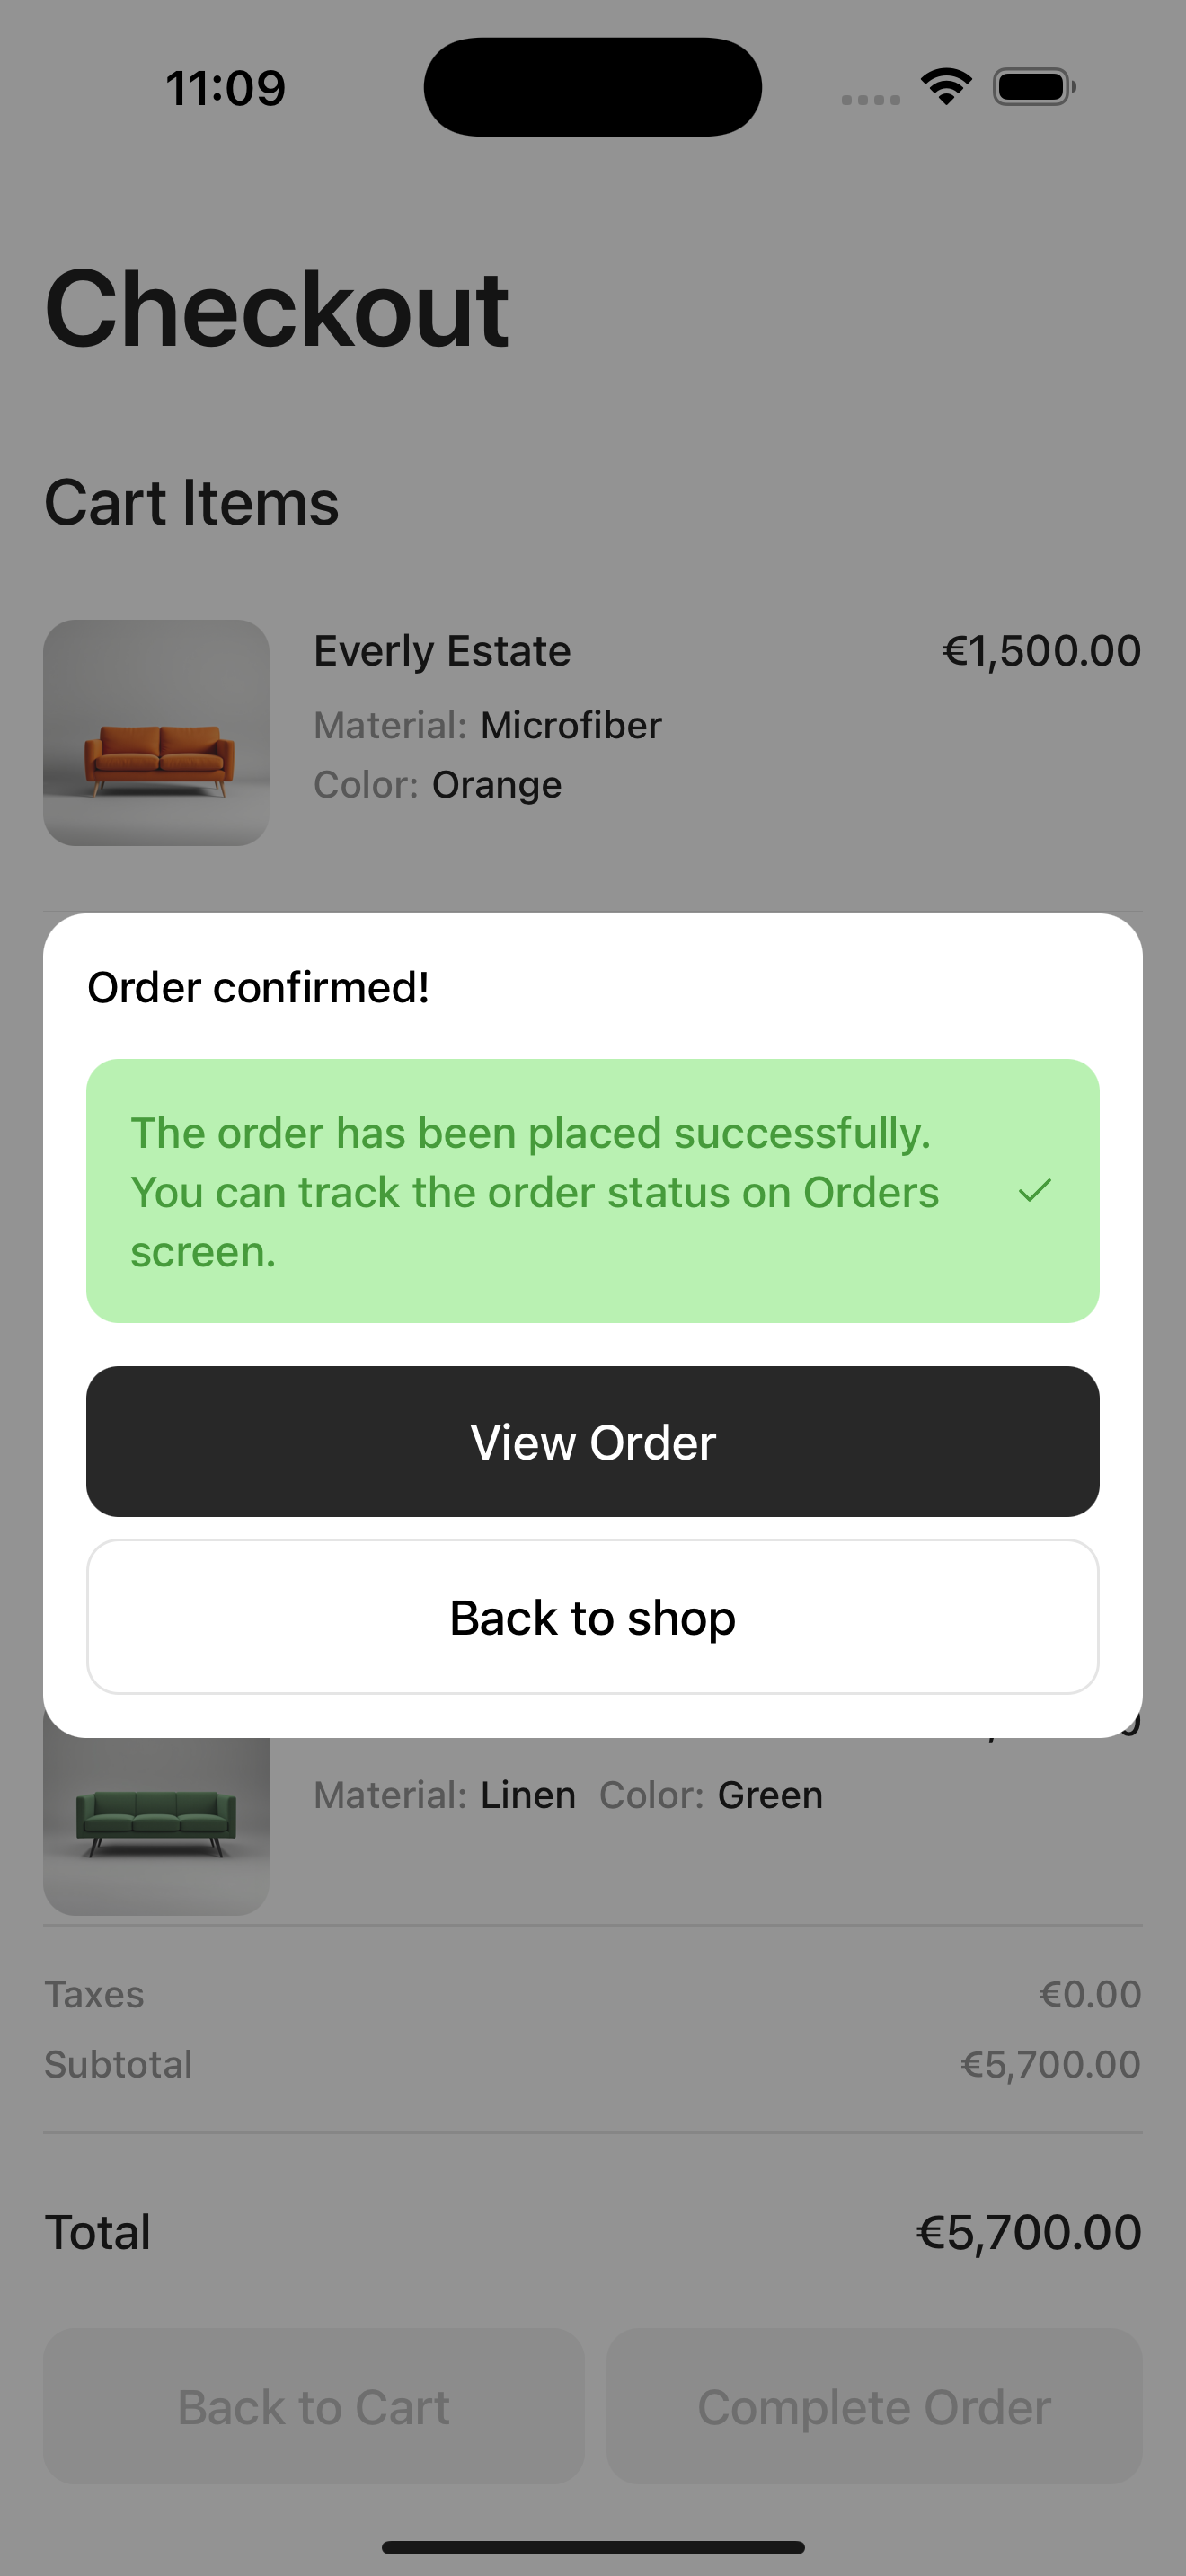 11:09
Checkout
Cart Items
Everly Estate €1,500.00
Material: Microfiber
Color: Orange
Order confirmed!
The order has been placed successfully.
You can track the order status on Orders
screen.
View Order
Back to shop
Material: Linen Color: Green
Taxes €0.00
Subtotal €5,700.00
Total €5,700.00
Back to Cart Complete Order